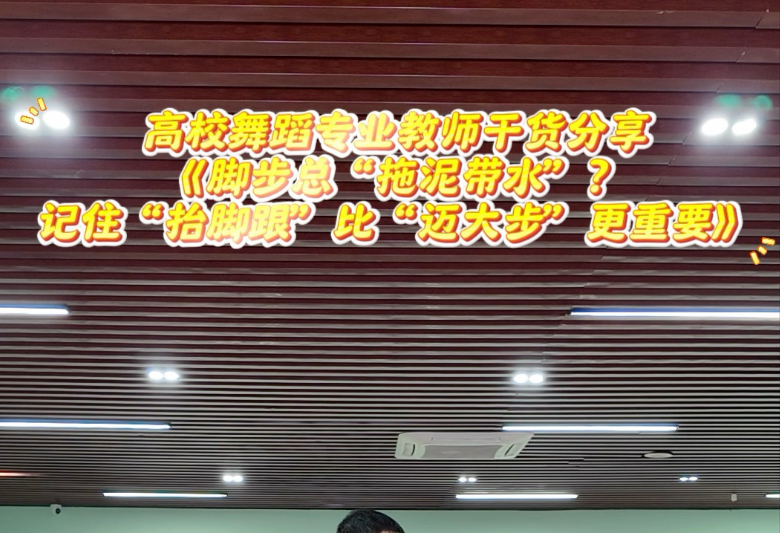 高校舞蹈专业教师干货分享
《脚步总“拖泥带水”？
记住“抬脚跟”比“迈大步”更重要》